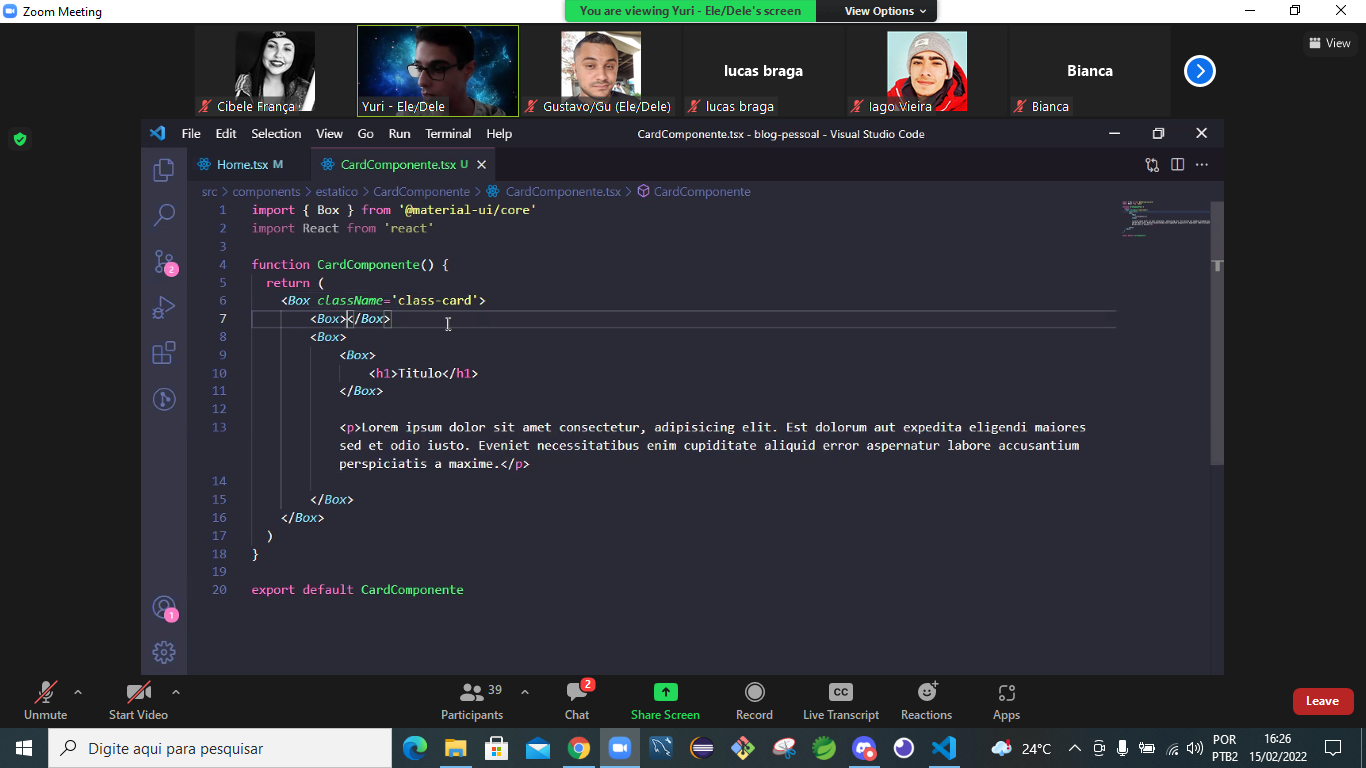 Zoom Meeting
You are viewing Yuri - Ele/Dele's screen
View Options
View
Cibele França
Yuri - Ele/Dele
Gustavo/Gu (Ele/Dele)
lucas braga
lucas braga
Iago Vieira
Bianca
Bianca
File Edit Selection View Go Run Terminal Help
CardComponente.tsx - blog-pessoal - Visual Studio Code
Home.tsx M
CardComponente.tsx U
src > components > estatico > CardComponente > CardComponente.tsx > CardComponente
1 import { Box } from '@material-ui/core'
2 import React from 'react'
3
4 function CardComponente() {
5 return (
6 <Box className='class-card'>
7 <Box></Box>
8 <Box>
9 <Box>
10 <h1>Titulo</h1>
11 </Box>
12
13 <p>Lorem ipsum dolor sit amet consectetur, adipisicing elit. Est dolorum aut expedita eligendi maiores
sed et odio iusto. Eveniet necessitatibus enim cupiditate aliquid error aspernatur labore accusantium
perspiciatis a maxime.</p>
14
15 </Box>
16 </Box>
17 )
18 }
19
20 export default CardComponente
2
1
Unmute
Start Video
39
Participants
2
Chat
Share Screen
Record
CC
Live Transcript
Reactions
Apps
Leave
Digite aqui para pesquisar
24°C
POR
PTB2
16:26
15/02/2022